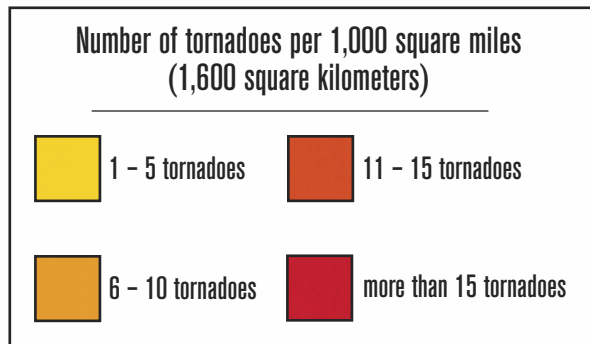 Number of tornadoes per 1,000 square miles
(1,600 square kilometers)
1 – 5 tornadoes
11 – 15 tornadoes
6 – 10 tornadoes
more than 15 tornadoes